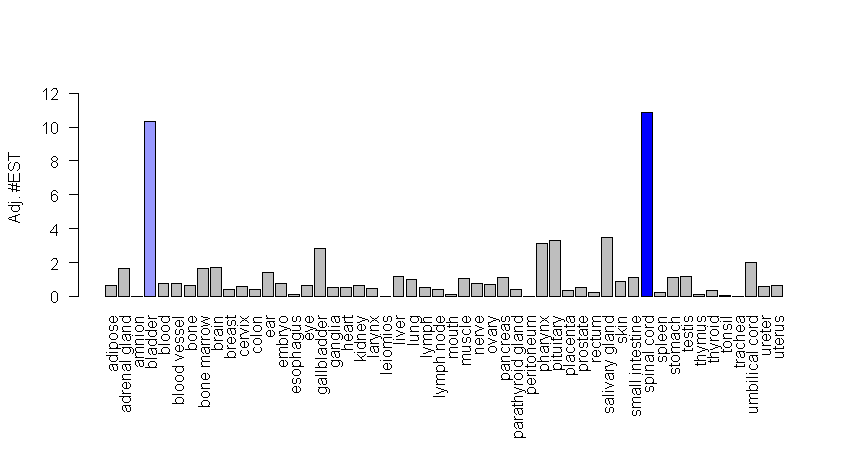 Adj. #EST
12
10
8
6
4
2
0
adipose
adrenal gland
amnion
bladder
blood
blood vessel
bone
bone marrow
brain
breast
cervix
colon
ear
embryo
esophagus
eye
gallbladder
ganglia
heart
kidney
larynx
leiomios
liver
lung
lymph
lymph node
mouth
muscle
nerve
ovary
pancreas
parathyroid gland
peritoneum
pharynx
pituitary
placenta
prostate
rectum
salivary gland
skin
small intestine
spinal cord
spleen
stomach
testis
thymus
thyroid
tonsil
trachea
umbilical cord
ureter
uterus